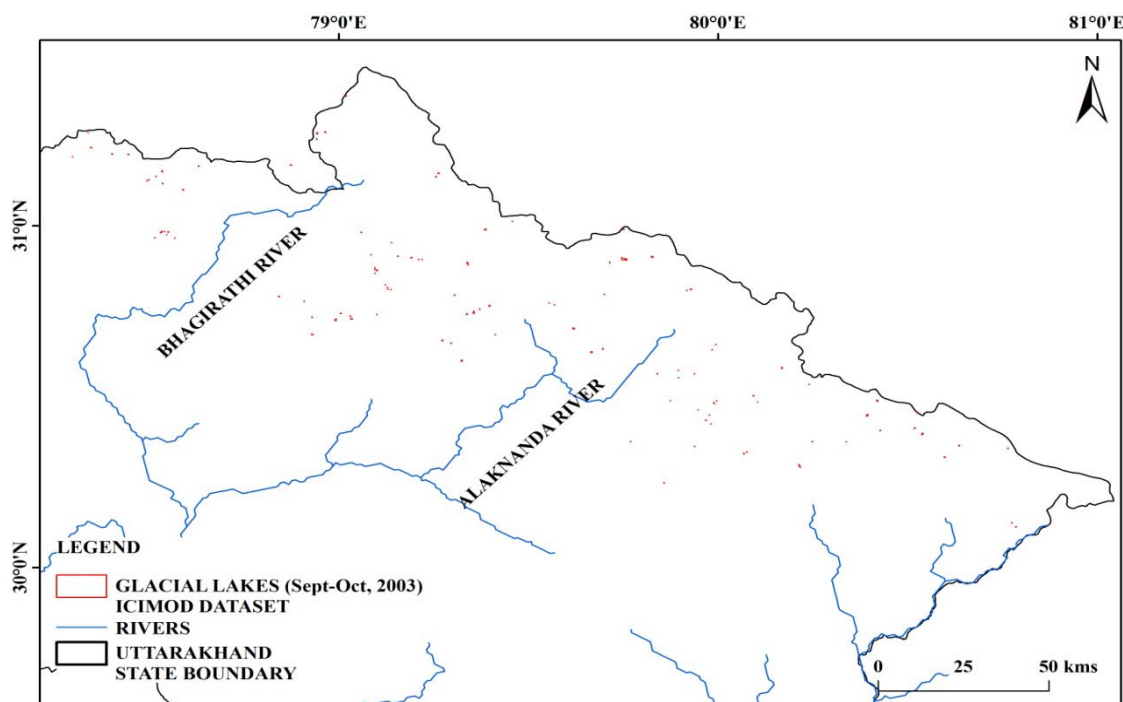 79°0'E
80°0'E
81°0'E
N
31°0'N
BHAGIRATHI RIVER
ALAKNANDA RIVER
30°0'N
LEGEND
GLACIAL LAKES (Sept-Oct, 2003)
ICIMOD DATASET
RIVERS
UTTARAKHAND
STATE BOUNDARY
0 25 50 kms